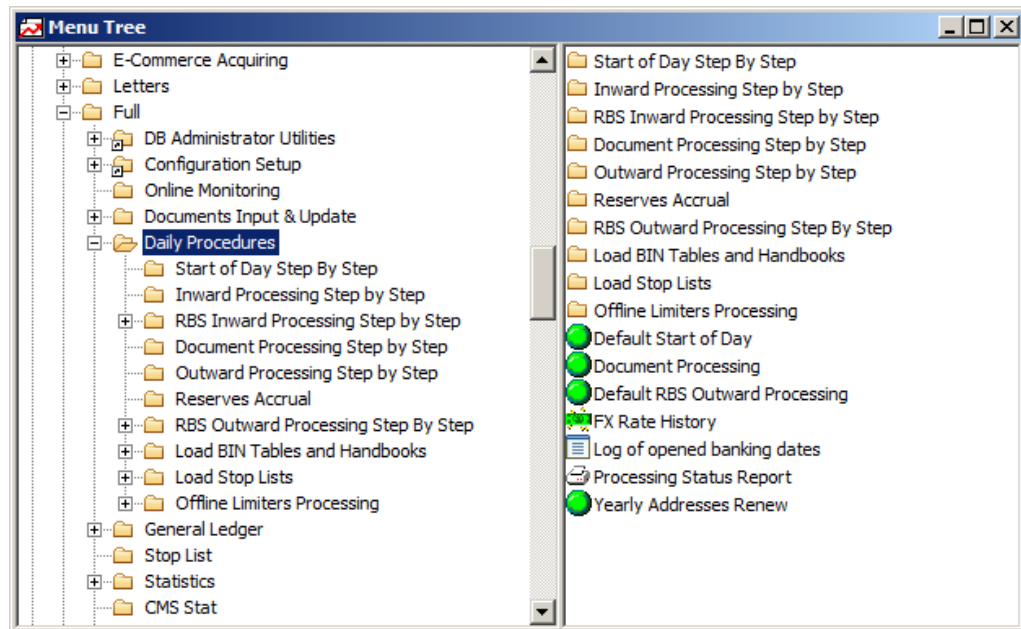 Menu Tree
E-Commerce Acquiring
Letters
Full
DB Administrator Utilities
Configuration Setup
Online Monitoring
Documents Input & Update
Daily Procedures
Start of Day Step By Step
Inward Processing Step by Step
RBS Inward Processing Step by Step
Document Processing Step by Step
Outward Processing Step by Step
Reserves Accrual
RBS Outward Processing Step By Step
Load BIN Tables and Handbooks
Load Stop Lists
Offline Limiters Processing
General Ledger
Stop List
Statistics
CMS Stat
Start of Day Step By Step
Inward Processing Step by Step
RBS Inward Processing Step by Step
Document Processing Step by Step
Outward Processing Step by Step
Reserves Accrual
RBS Outward Processing Step By Step
Load BIN Tables and Handbooks
Load Stop Lists
Offline Limiters Processing
Default Start of Day
Document Processing
Default RBS Outward Processing
FX Rate History
Log of opened banking dates
Processing Status Report
Yearly Addresses Renew